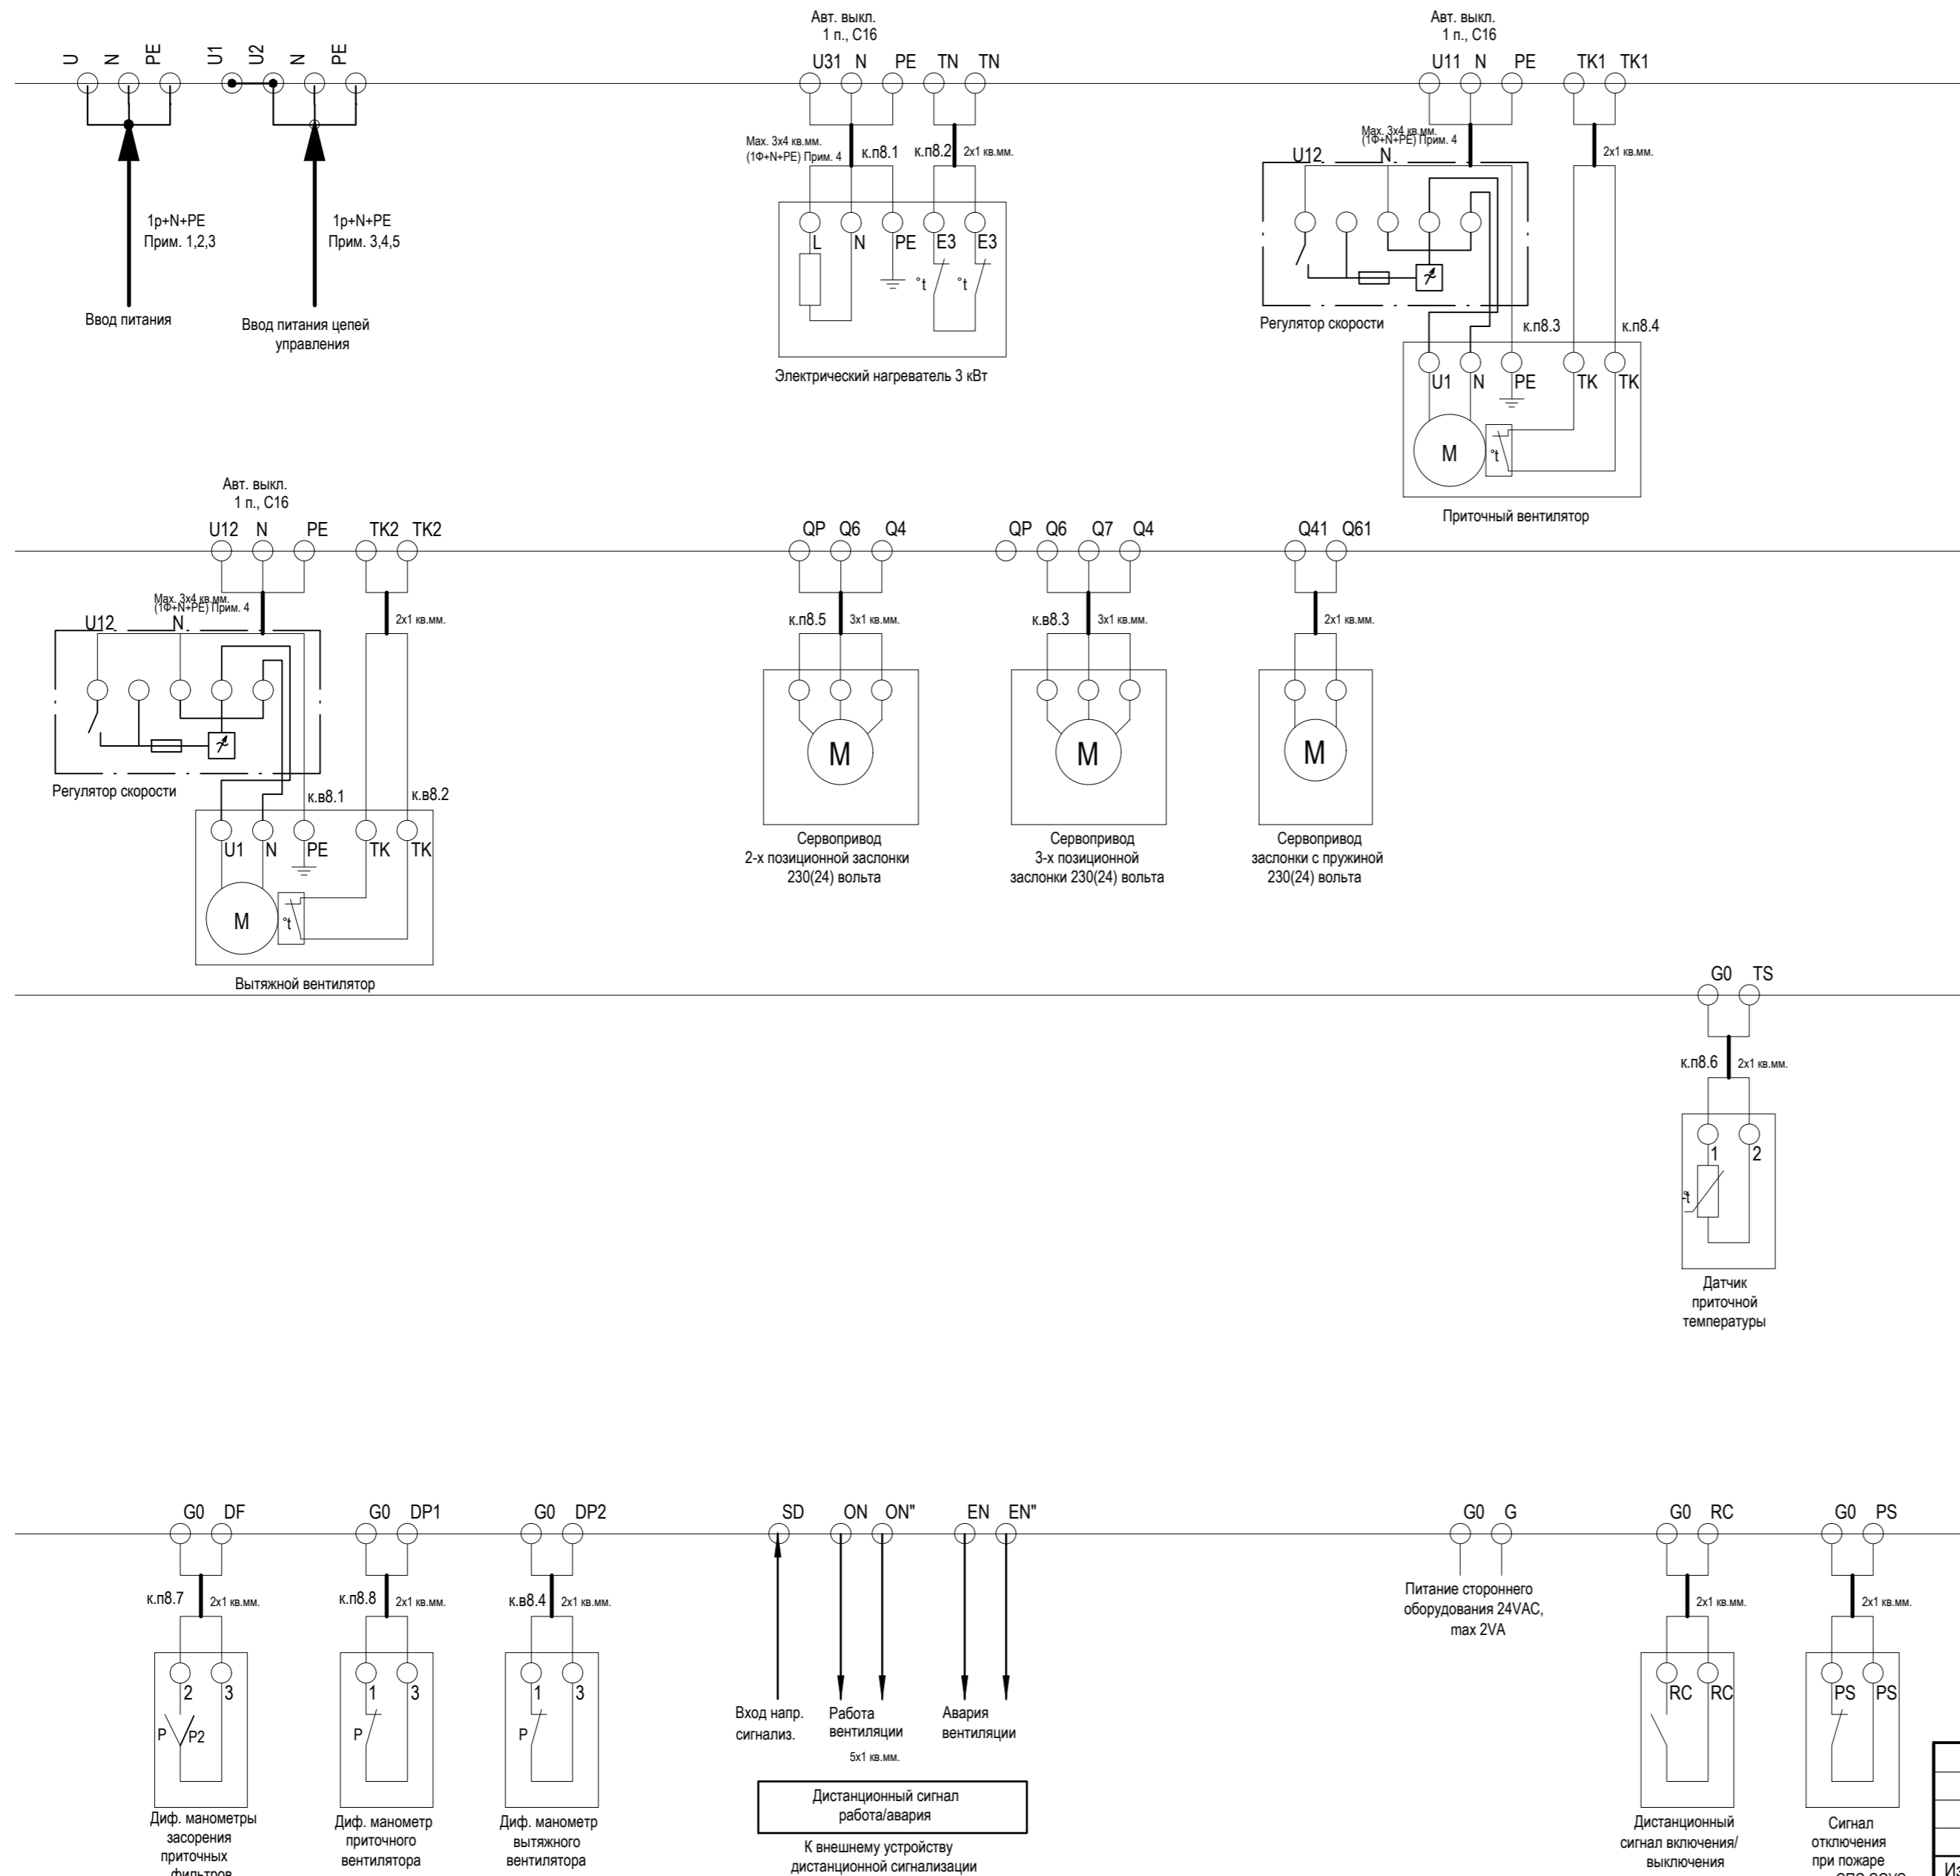 Авт. выкл.
1 п., C16
Авт. выкл.
1 п., C16
U N PE U1 U2 N PE
U31 N PE TN TN
U11 N PE TK1 TK1
Max. 3x4 кв.мм.
(1Ф+N+PE) Прим. 4
к.п8.1
к.п8.2
2x1 кв.мм.
Max. 3x4 кв.мм.
(1Ф+N+PE) Прим. 4
2x1 кв.мм.
U12 N
1p+N+PE
Прим. 1,2,3
1p+N+PE
Прим. 3,4,5
L N PE E3 E3
°t °t
Ввод питания
Ввод питания цепей
управления
Регулятор скорости
к.п8.3
к.п8.4
Электрический нагреватель 3 кВт
U1 N PE TK TK
M
°t
Приточный вентилятор
Авт. выкл.
1 п., C16
U12 N PE TK2 TK2
QP Q6 Q4
QP Q6 Q7 Q4
Q41 Q61
Max. 3x4 кв.мм.
(1Ф+N+PE) Прим. 4
2x1 кв.мм.
U12 N
к.п8.5
3x1 кв.мм.
к.в8.3
3x1 кв.мм.
2x1 кв.мм.
M
M
M
Регулятор скорости
к.в8.1
к.в8.2
U1 N PE TK TK
M
°t
Вытяжной вентилятор
Сервопривод
2-х позиционной заслонки
230(24) вольта
Сервопривод
3-х позиционной
заслонки 230(24) вольта
Сервопривод
заслонки с пружиной
230(24) вольта
G0 TS
к.п8.6
2x1 кв.мм.
1 2
Датчик
приточной
температуры
G0 DF
G0 DP1
G0 DP2
SD ON ON" EN EN"
G0 G
G0 RC
G0 PS
к.п8.7
2x1 кв.мм.
к.п8.8
2x1 кв.мм.
к.в8.4
2x1 кв.мм.
Питание стороннего
оборудования 24VAC,
max 2VA
2x1 кв.мм.
2x1 кв.мм.
2 3
P P2
1 3
P
1 3
P
RC RC
PS PS
Вход напр.
сигнализ.
Работа
вентиляции
Авария
вентиляции
5x1 кв.мм.
Дистанционный сигнал
работа/авария
К внешнему устройству
дистанционной сигнализации
Диф. манометры
засорения
приточных
фильтров
Диф. манометр
приточного
вентилятора
Диф. манометр
вытяжного
вентилятора
Дистанционный
сигнал включения/
выключения
Сигнал
отключения
при пожаре